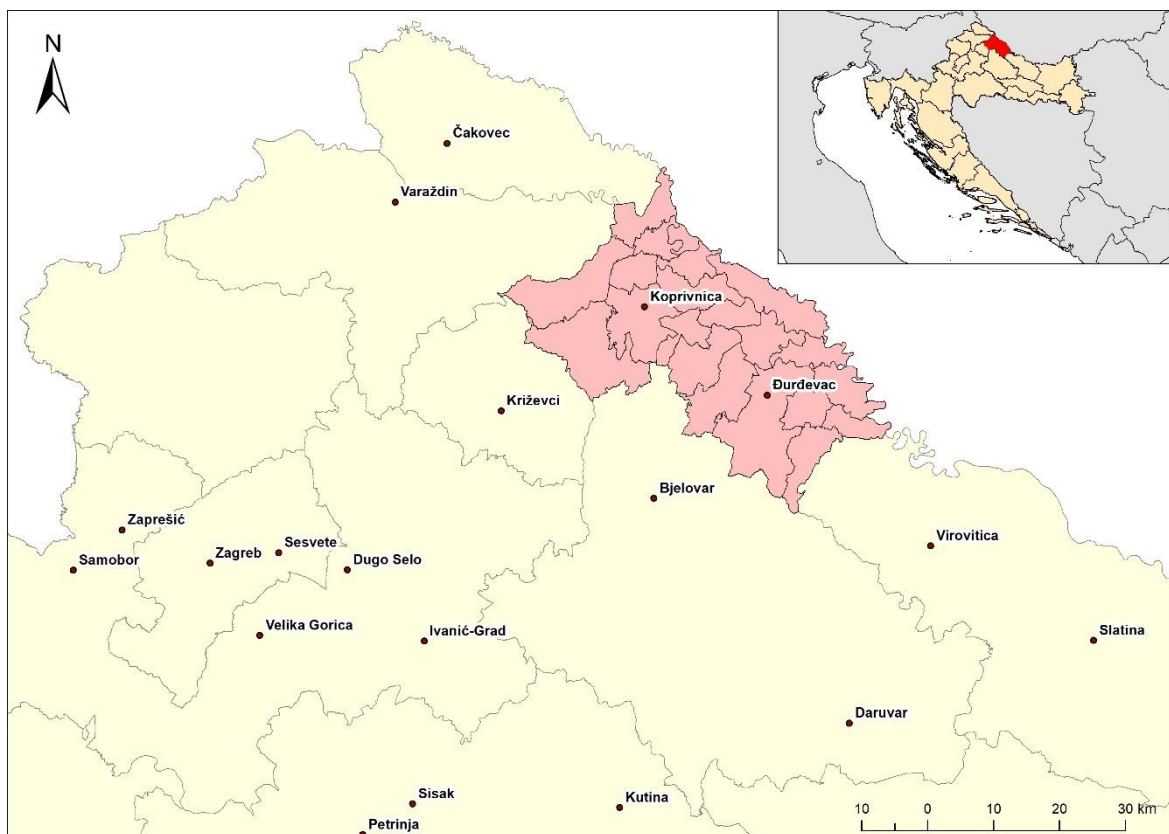 N
Čakovec
Varaždin
Koprivnica
Đurđevac
Križevci
Bjelovar
Zaprešić
Sesvete
Virovitica
Samobor
Zagreb
Dugo Selo
Velika Gorica
Ivanić-Grad
Slatina
Daruvar
Sisak
Kutina
Petrinja
10 0 10 20 30 km